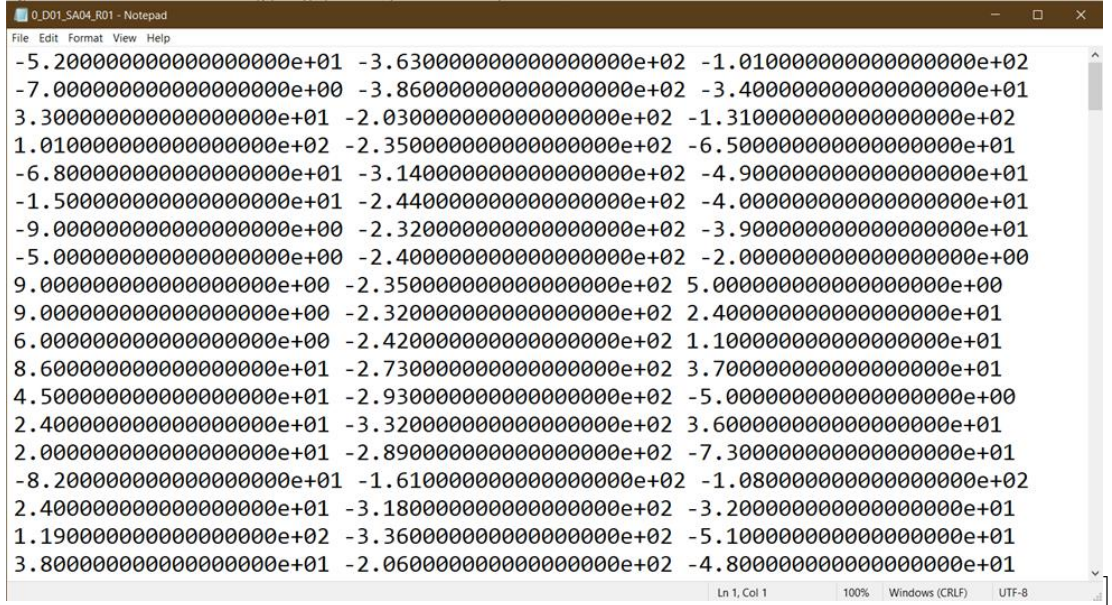 0_D01_SA04_R01 - Notepad
File Edit Format View Help
-5.200000000000000000e+01 -3.630000000000000000e+02 -1.010000000000000000e+02
-7.000000000000000000e+00 -3.860000000000000000e+02 -3.400000000000000000e+01
3.300000000000000000e+01 -2.030000000000000000e+02 -1.310000000000000000e+02
1.010000000000000000e+02 -2.350000000000000000e+02 -6.500000000000000000e+01
-6.800000000000000000e+01 -3.140000000000000000e+02 -4.900000000000000000e+01
-1.500000000000000000e+01 -2.440000000000000000e+02 -4.000000000000000000e+01
-9.000000000000000000e+00 -2.320000000000000000e+02 -3.900000000000000000e+01
-5.000000000000000000e+00 -2.400000000000000000e+02 -2.000000000000000000e+00
9.000000000000000000e+00 -2.350000000000000000e+02 5.000000000000000000e+00
9.000000000000000000e+00 -2.320000000000000000e+02 2.400000000000000000e+01
6.000000000000000000e+00 -2.420000000000000000e+02 1.100000000000000000e+01
8.600000000000000000e+01 -2.730000000000000000e+02 3.700000000000000000e+01
4.500000000000000000e+01 -2.930000000000000000e+02 -5.000000000000000000e+00
2.400000000000000000e+01 -3.320000000000000000e+02 3.600000000000000000e+01
2.000000000000000000e+01 -2.890000000000000000e+02 -7.300000000000000000e+01
-8.200000000000000000e+01 -1.610000000000000000e+02 -1.080000000000000000e+02
2.400000000000000000e+01 -3.180000000000000000e+02 -3.200000000000000000e+01
1.190000000000000000e+02 -3.360000000000000000e+02 -5.100000000000000000e+01
3.800000000000000000e+01 -2.060000000000000000e+02 -4.800000000000000000e+01
Ln 1, Col 1 100% Windows (CRLF) UTF-8